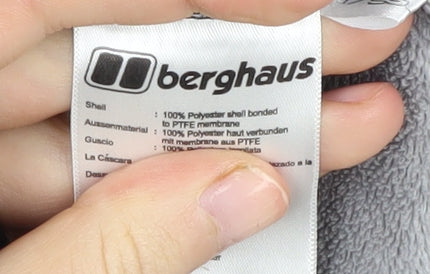 berghaus
Shell : 100% Polyester shell bonded
to PTFE membrane
Aussenmaterial : 100% Polyester haut verbunden
mit membrane aus PTFE
Guscio : 100%
La Cáscara